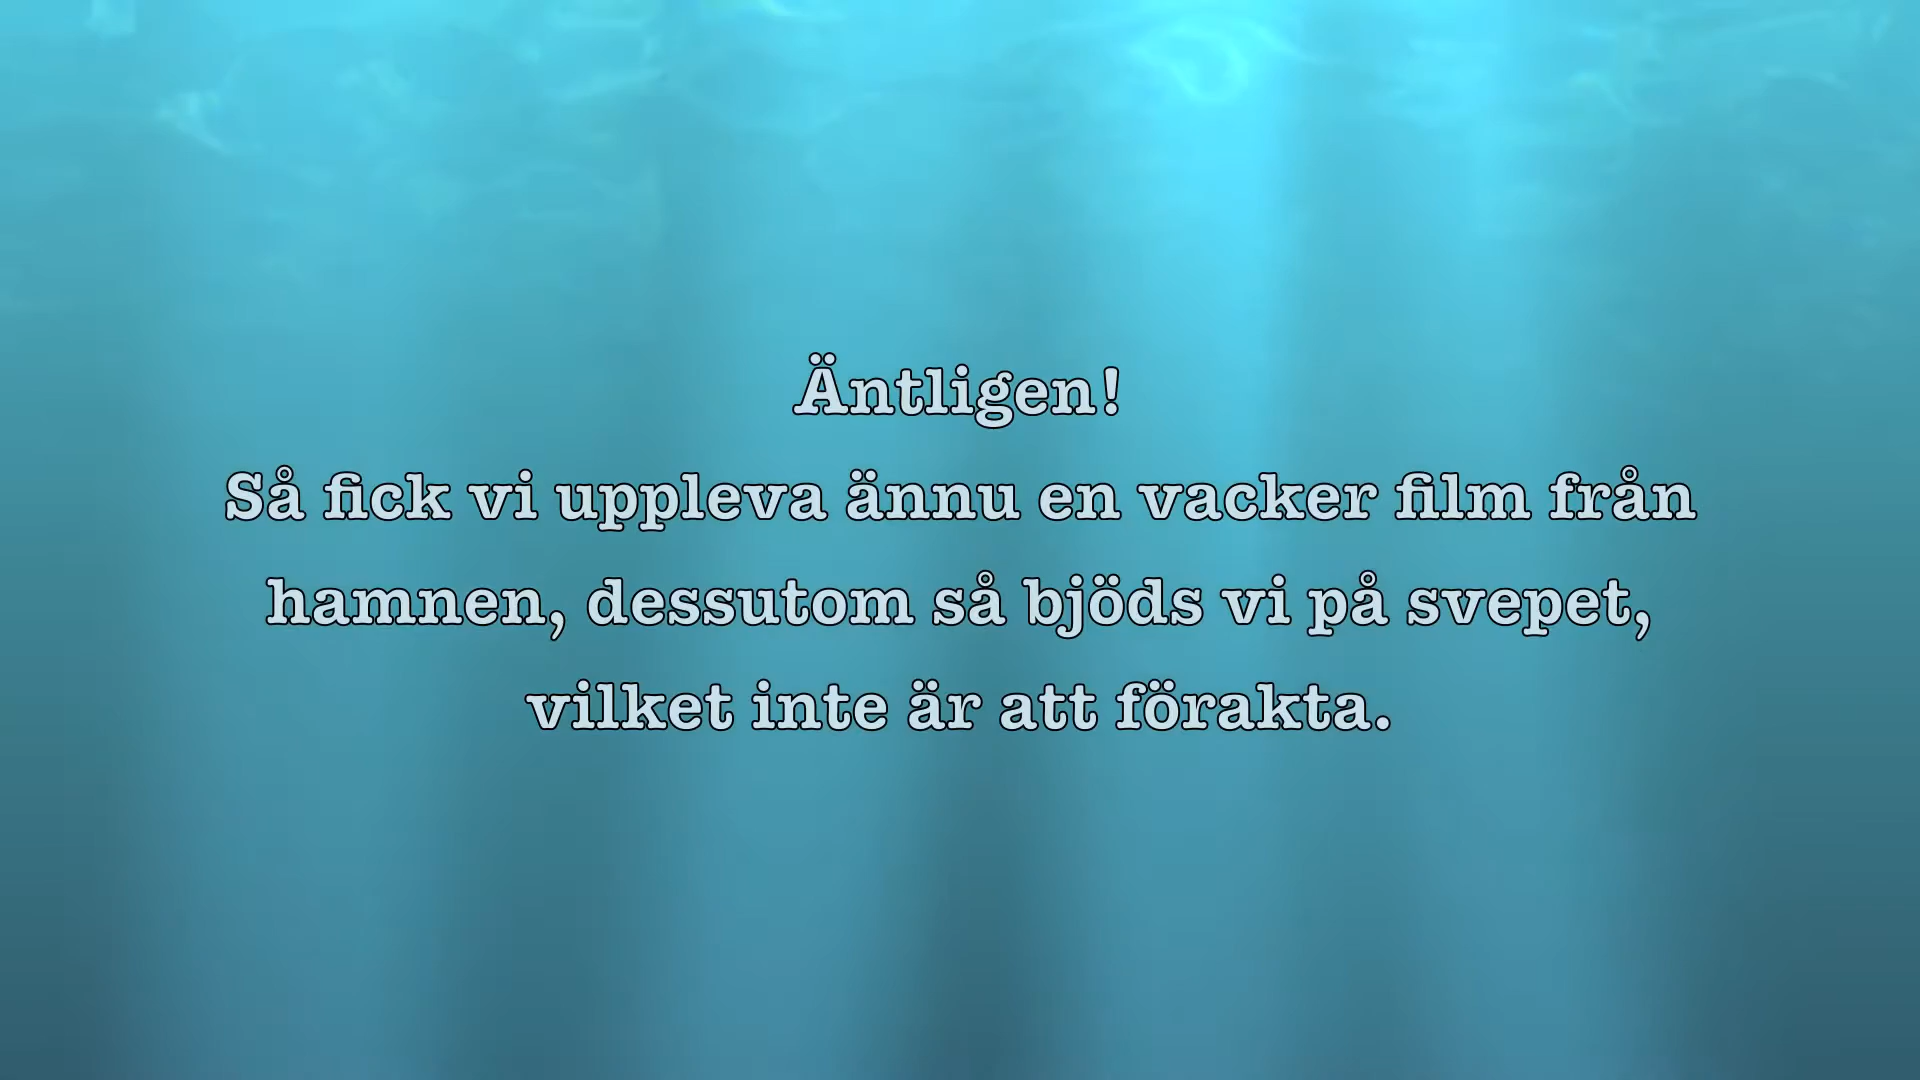 Äntligen!
Så fick vi uppleva ännu en vacker film från
hamnen, dessutom så bjöds vi på svepet,
vilket inte är att förakta.